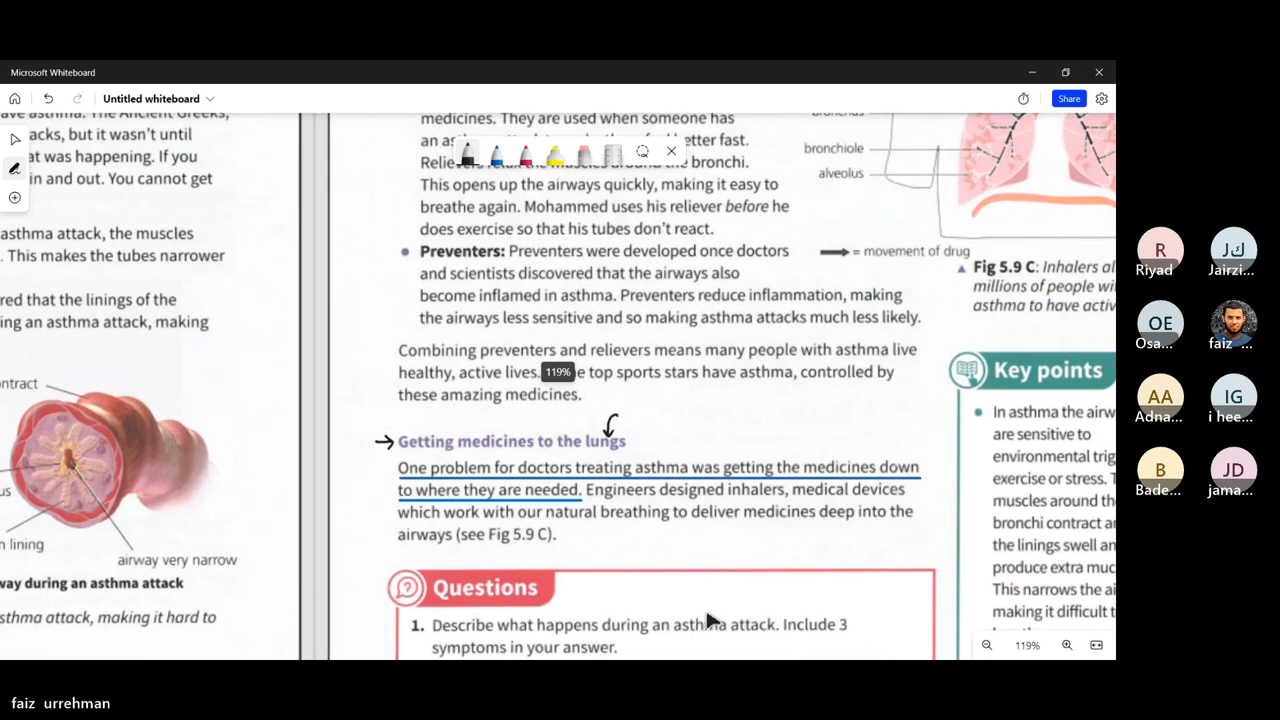 Microsoft Whiteboard
Untitled whiteboard
Share
ave asthma. The Ancient Greeks,
acks, but it wasn't until
at was happening. If you
in and out. You cannot get
asthma attack, the muscles
. This makes the tubes narrower
red that the linings of the
ing an asthma attack, making
ontract
us
n lining
airway very narrow
way during an asthma attack
sthma attack, making it hard to
medicines. They are used when someone has
an as
etter fast.
bronchi.
This opens up the airways quickly, making it easy to
breathe again. Mohammed uses his reliever before he
does exercise so that his tubes don't react.
• Preventers: Preventers were developed once doctors
and scientists discovered that the airways also
become inflamed in asthma. Preventers reduce inflammation, making
the airways less sensitive and so making asthma attacks much less likely.
Combining preventers and relievers means many people with asthma live
healthy, active lives. 119% e top sports stars have asthma, controlled by
these amazing medicines.
Getting medicines to the lungs
One problem for doctors treating asthma was getting the medicines down
to where they are needed. Engineers designed inhalers, medical devices
which work with our natural breathing to deliver medicines deep into the
airways (see Fig 5.9 C).
Questions
1. Describe what happens during an asthma attack. Include 3
symptoms in your answer.
bronchus
bronchiole
alveolus
= movement of drug
Fig 5.9 C: Inhalers al
millions of people wi
asthma to have activ
Key points
• In asthma the airw
are sensitive to
environmental trig
exercise or stress. T
muscles around th
bronchi contract a
the linings swell an
produce extra muc
This narrows the ai
making it difficult t
119%
R
Riyad
Jairzi...
OE
Osa...
faiz ...
AA
Adna...
IG
i hee...
B
Bade...
JD
jama...
faiz urrehman